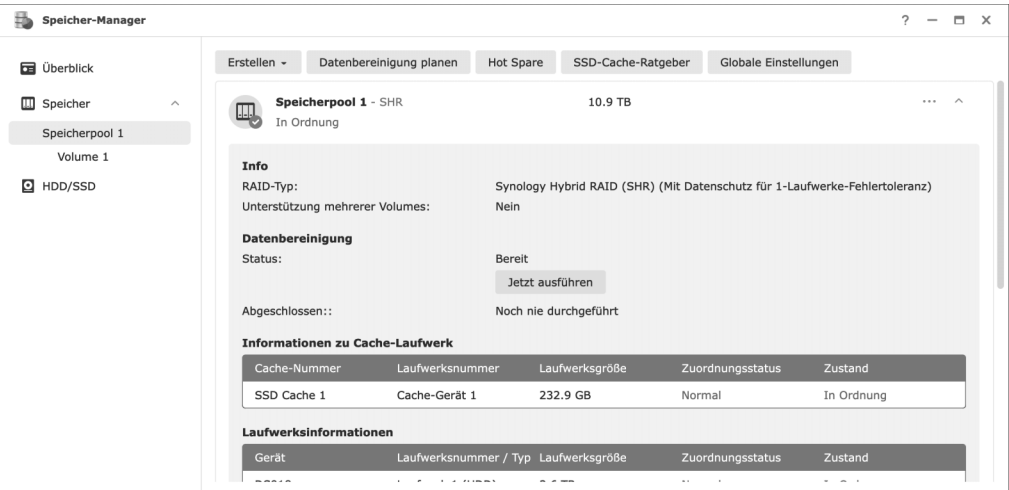 Speicher-Manager
?
Überblick
Speicher
Speicherpool 1
Volume 1
HDD/SSD
Erstellen Datenbereinigung planen Hot Spare SSD-Cache-Ratgeber Globale Einstellungen
Speicherpool 1 - SHR 10.9 TB
In Ordnung
Info
RAID-Typ: Synology Hybrid RAID (SHR) (Mit Datenschutz für 1-Laufwerke-Fehlertoleranz)
Unterstützung mehrerer Volumes: Nein
Datenbereinigung
Status: Bereit
Jetzt ausführen
Abgeschlossen:: Noch nie durchgeführt
Informationen zu Cache-Laufwerk
Cache-Nummer Laufwerksnummer Laufwerksgröße Zuordnungsstatus Zustand
SSD Cache 1 Cache-Gerät 1 232.9 GB Normal In Ordnung
Laufwerksinformationen
Gerät Laufwerksnummer / Typ Laufwerksgröße Zuordnungsstatus Zustand